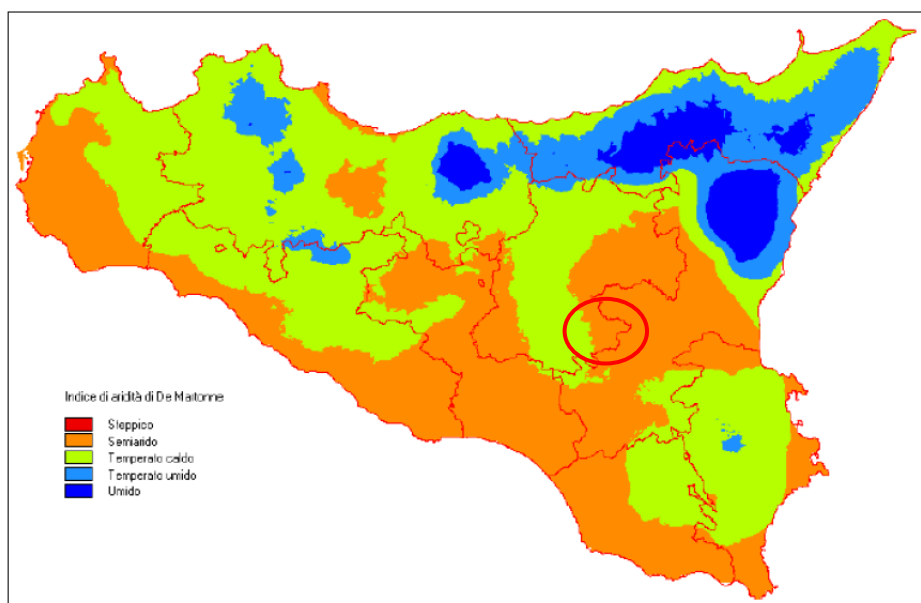 Indice di aridità di De Martonne
Steppico
Semiarido
Temperato caldo
Temperato umido
Umido